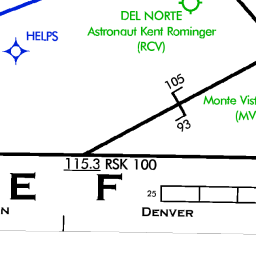 DEL NORTE
Astronaut Kent Rominger
(RCV)
HELPS
105
Monte Vist
(MV
93
115.3 RSK 100
E F
25
DENVER
N